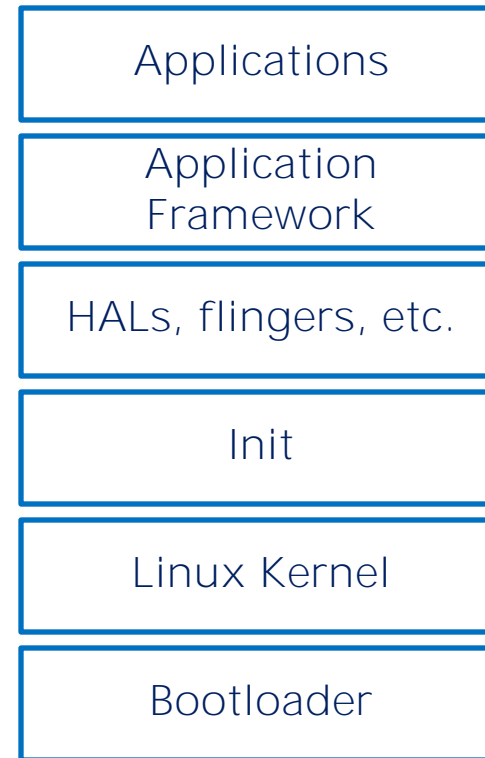 Applications
Application
Framework
HALs, flingers, etc.
Init
Linux Kernel
Bootloader